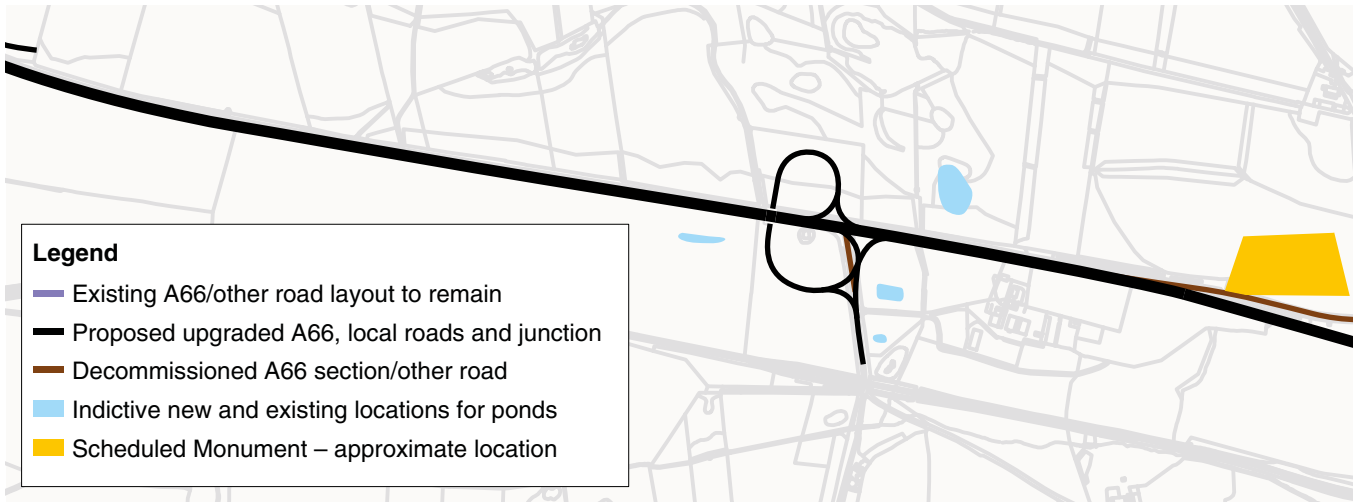 Legend
Existing A66/other road layout to remain
Proposed upgraded A66, local roads and junction
Decommissioned A66 section/other road
Indictive new and existing locations for ponds
Scheduled Monument – approximate location